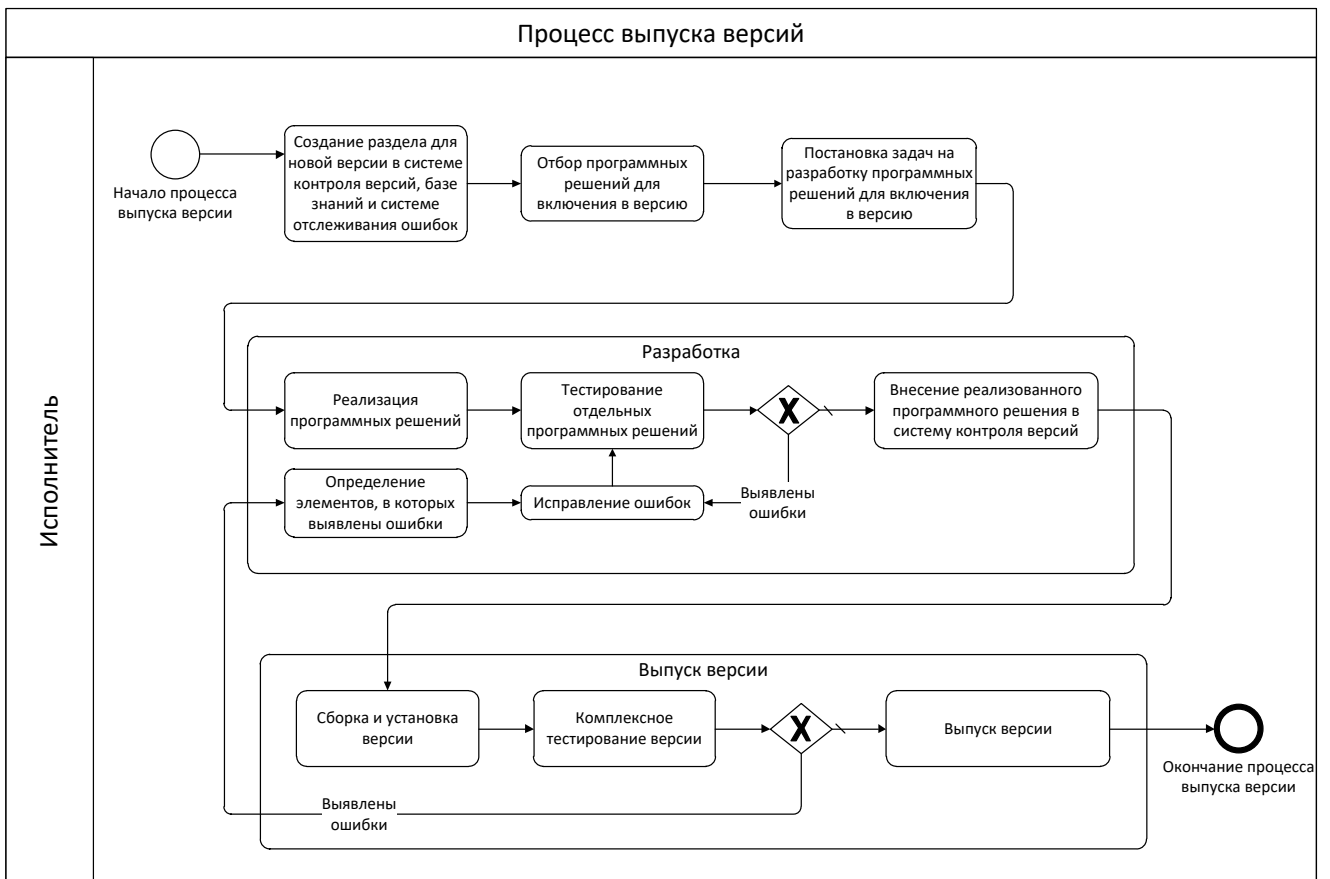 Процесс выпуска версий
Исполнитель
Начало процесса
выпуска версии
Создание раздела для
новой версии в системе
контроля версий, базе
знаний и системе
отслеживания ошибок
Отбор программных
решений для
включения в версию
Постановка задач на
разработку программных
решений для включения
в версию
Разработка
Реализация
программных решений
Тестирование
отдельных
программных решений
X
Внесение реализованного
программного решения в
систему контроля версий
Определение
элементов, в которых
выявлены ошибки
Исправление ошибок
Выявлены
ошибки
Выпуск версии
Сборка и установка
версии
Комплексное
тестирование версии
X
Выпуск версии
Окончание процесса
выпуска версии
Выявлены
ошибки